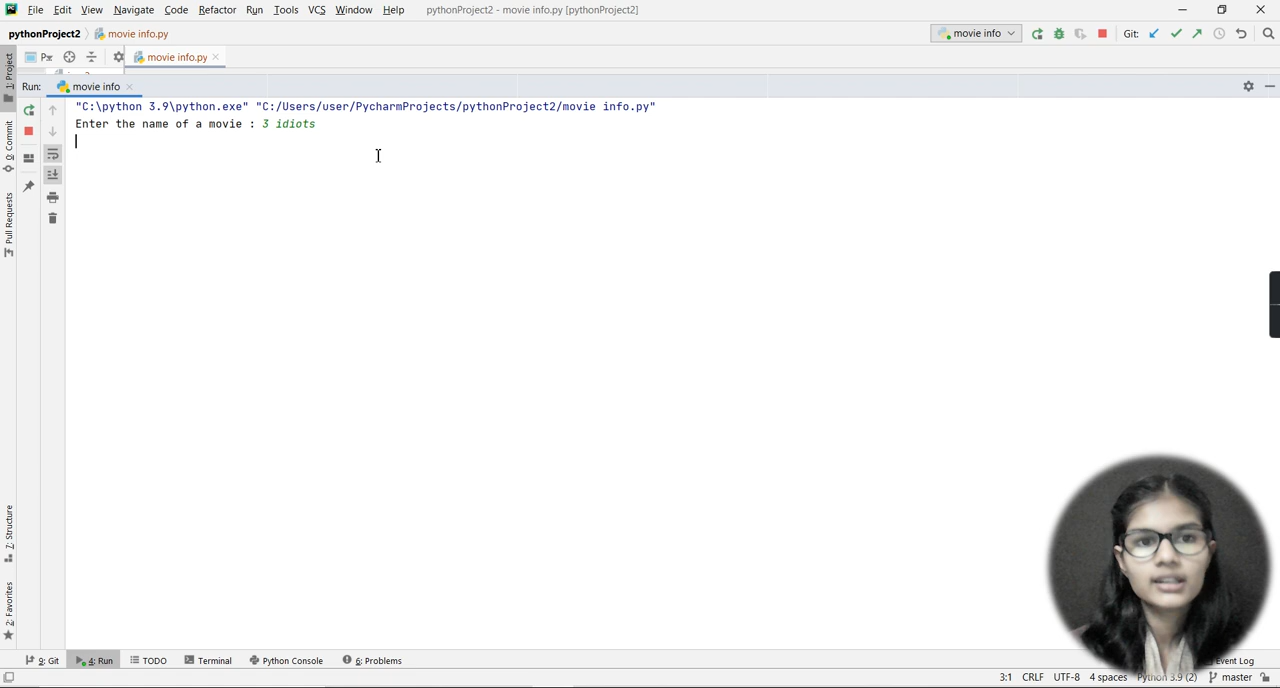 File Edit View Navigate Code Refactor Run Tools VCS Window Help pythonProject2 - movie info.py [pythonProject2]
pythonProject2 movie info.py movie info Git:
movie info.py
Run: movie info
"C:\python 3.9\python.exe" "C:/Users/user/PycharmProjects/pythonProject2/movie info.py"
Enter the name of a movie : 3 idiots
1: Project
0: Commit
Pull Requests
7: Structure
2: Favorites
9: Git 4: Run TODO Terminal Python Console 6: Problems Event Log
3:1 CRLF UTF-8 4 spaces Python 3.9 (2) master